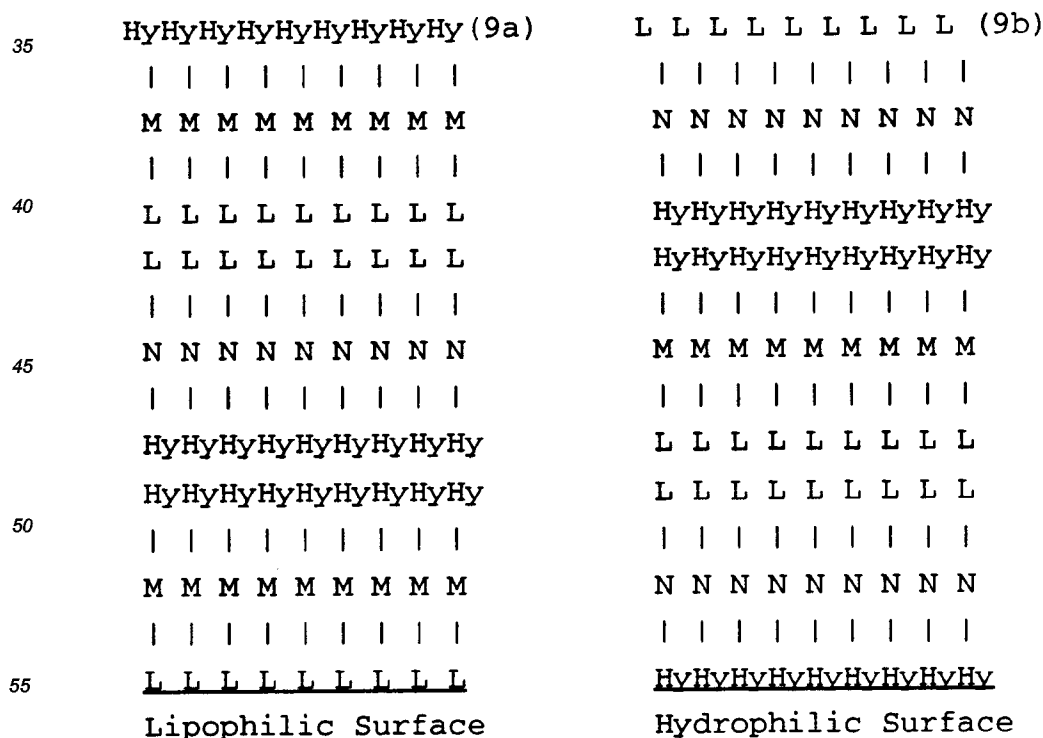 35 HyHyHyHyHyHyHyHyHy(9a) L L L L L L L L L (9b)
| | | | | | | | | | | | | | | | | |
M M M M M M M M M N N N N N N N N N
| | | | | | | | | | | | | | | | | |
40 L L L L L L L L L HyHyHyHyHyHyHyHyHy
L L L L L L L L L HyHyHyHyHyHyHyHyHy
| | | | | | | | | | | | | | | | | |
45 N N N N N N N N N M M M M M M M M M
| | | | | | | | | | | | | | | | | |
HyHyHyHyHyHyHyHyHy L L L L L L L L L
HyHyHyHyHyHyHyHyHy L L L L L L L L L
50 | | | | | | | | | | | | | | | | | |
M M M M M M M M M N N N N N N N N N
| | | | | | | | | | | | | | | | | |
55 L L L L L L L L L HyHyHyHyHyHyHyHyHy
Lipophilic Surface Hydrophilic Surface